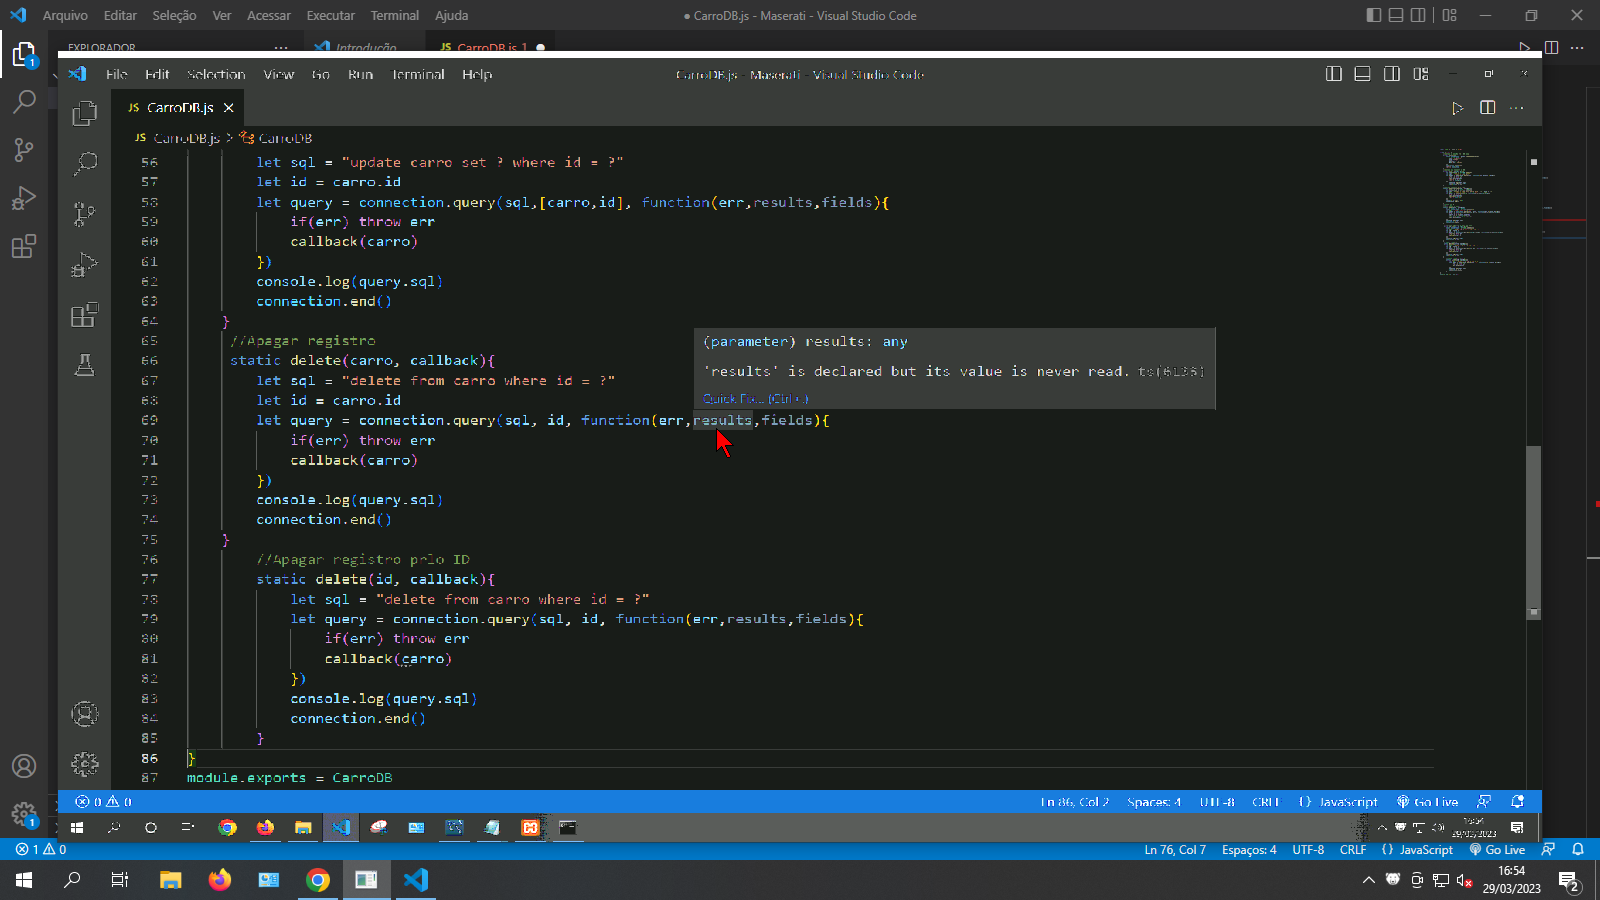 Arquivo Editar Seleção Ver Acessar Executar Terminal Ajuda
● CarroDB.js - Maserati - Visual Studio Code
EXPLORADOR ··· Introdução JS CarroDB.js 1 ●
File Edit Selection View Go Run Terminal Help
CarroDB.js - Maserati - Visual Studio Code
JS CarroDB.js ×
JS CarroDB.js > CarroDB
56 let sql = "update carro set ? where id = ?"
57 let id = carro.id
58 let query = connection.query(sql,[carro,id], function(err,results,fields){
59 if(err) throw err
60 callback(carro)
61 })
62 console.log(query.sql)
63 connection.end()
64 }
65 //Apagar registro
66 static delete(carro, callback){
67 let sql = "delete from carro where id = ?"
68 let id = carro.id
69 let query = connection.query(sql, id, function(err,results,fields){
70 if(err) throw err
71 callback(carro)
72 })
73 console.log(query.sql)
74 connection.end()
75 }
76 //Apagar registro prlo ID
77 static delete(id, callback){
78 let sql = "delete from carro where id = ?"
79 let query = connection.query(sql, id, function(err,results,fields){
80 if(err) throw err
81 callback(carro)
82 })
83 console.log(query.sql)
84 connection.end()
85 }
86 }
87 module.exports = CarroDB
(parameter) results: any
'results' is declared but its value is never read. ts(6133)
Quick Fix... (Ctrl+.)
0 0 Ln 86, Col 2 Spaces: 4 UTF-8 CRLF {} JavaScript Go Live
16:54
29/03/2023
1 0 Ln 76, Col 7 Espaços: 4 UTF-8 CRLF {} JavaScript Go Live
16:54
29/03/2023
2
1
1